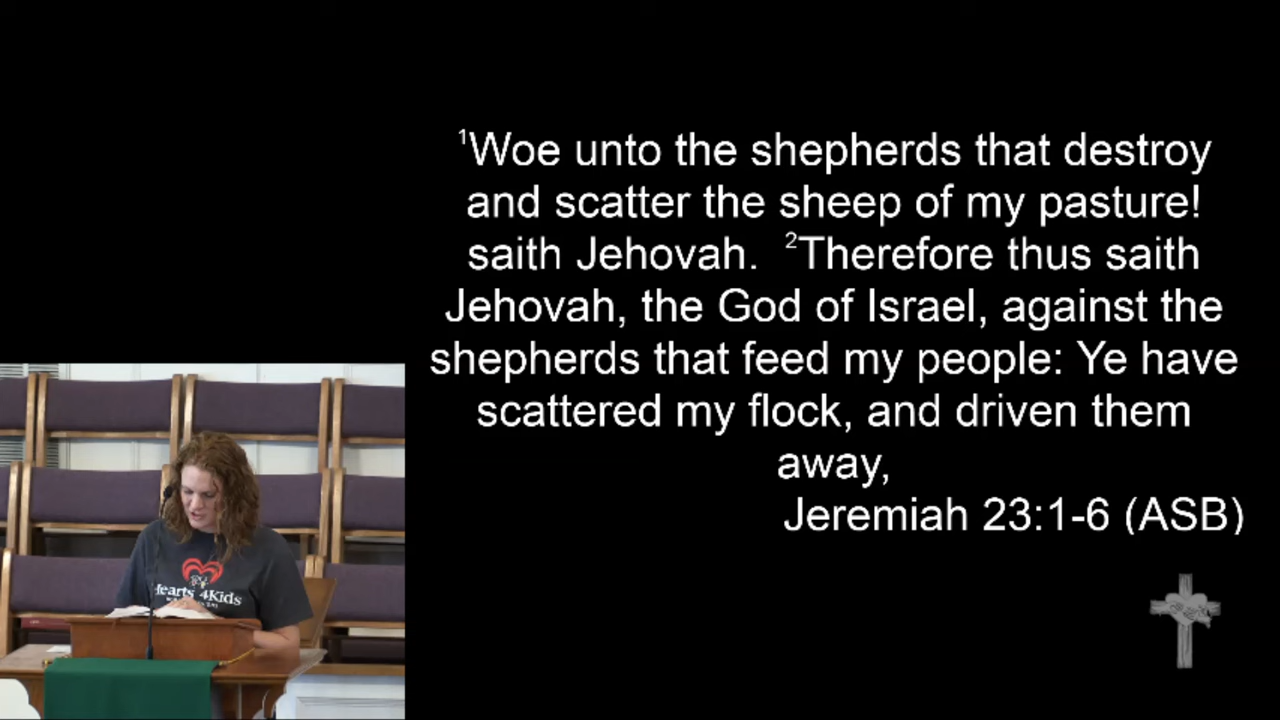 ¹Woe unto the shepherds that destroy
and scatter the sheep of my pasture!
saith Jehovah. ²Therefore thus saith
Jehovah, the God of Israel, against the
shepherds that feed my people: Ye have
scattered my flock, and driven them
away,
Jeremiah 23:1-6 (ASB)
Hearts 4Kids